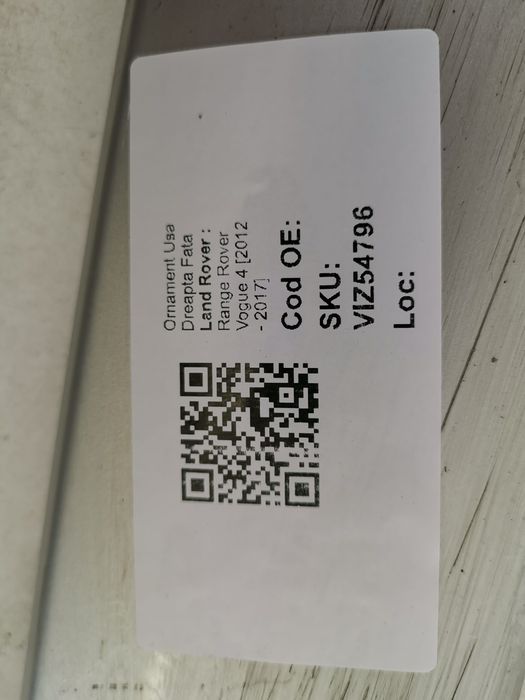 Ornament Usa
Dreapta Fata
Land Rover :
Range Rover
Vogue 4 [2012
- 2017]
Cod OE:
SKU:
VIZ54796
Loc: